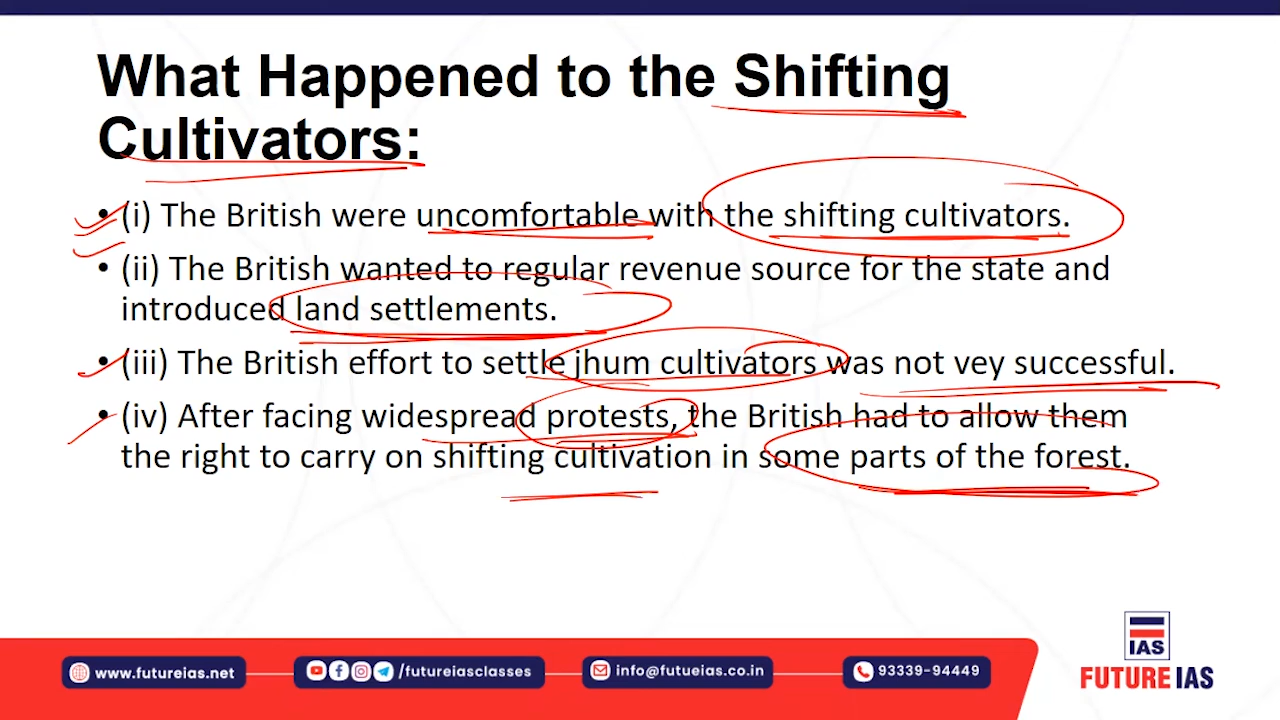 What Happened to the Shifting
Cultivators:
• (i) The British were uncomfortable with the shifting cultivators.
• (ii) The British wanted to regular revenue source for the state and
introduced land settlements.
• (iii) The British effort to settle jhum cultivators was not vey successful.
• (iv) After facing widespread protests, the British had to allow them
the right to carry on shifting cultivation in some parts of the forest.
IAS
FUTURE IAS
www.futureias.net
/futureiasclasses
info@futueias.co.in
93339-94449